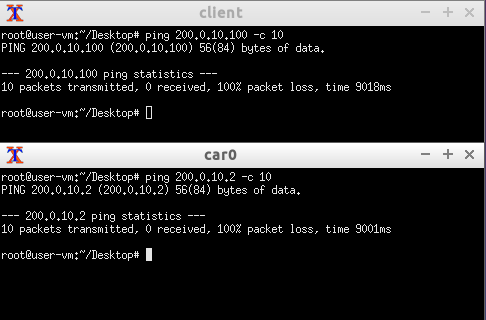 client
root@user-vm:~/Desktop# ping 200.0.10.100 -c 10
PING 200.0.10.100 (200.0.10.100) 56(84) bytes of data.
--- 200.0.10.100 ping statistics ---
10 packets transmitted, 0 received, 100% packet loss, time 9018ms
root@user-vm:~/Desktop#
car0
root@user-vm:~/Desktop# ping 200.0.10.2 -c 10
PING 200.0.10.2 (200.0.10.2) 56(84) bytes of data.
--- 200.0.10.2 ping statistics ---
10 packets transmitted, 0 received, 100% packet loss, time 9001ms
root@user-vm:~/Desktop#